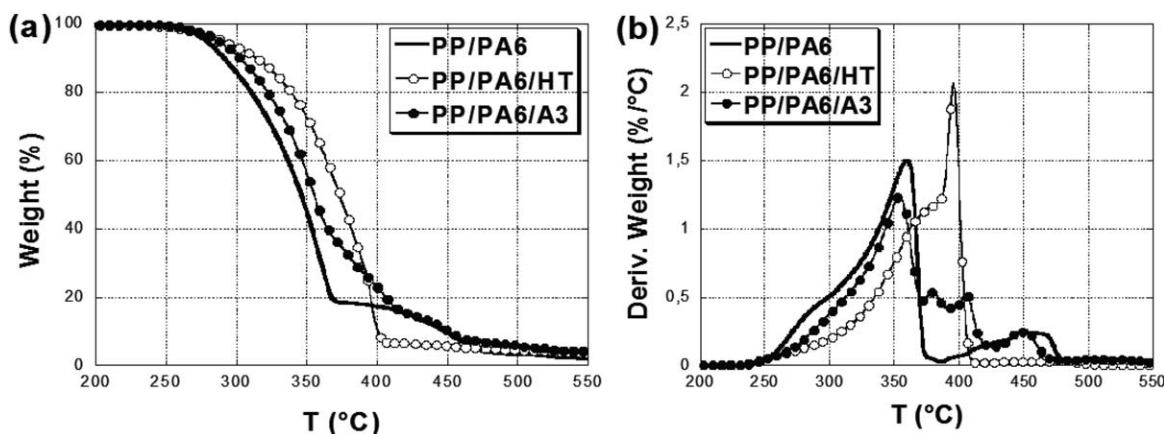 (a)
100
80
60
40
20
0
Weight (%)
PP/PA6
PP/PA6/HT
PP/PA6/A3
200 250 300 350 400 450 500 550
T (°C)
(b)
2,5
2
1,5
1
0,5
0
Deriv. Weight (%/°C)
PP/PA6
PP/PA6/HT
PP/PA6/A3
200 250 300 350 400 450 500 550
T (°C)